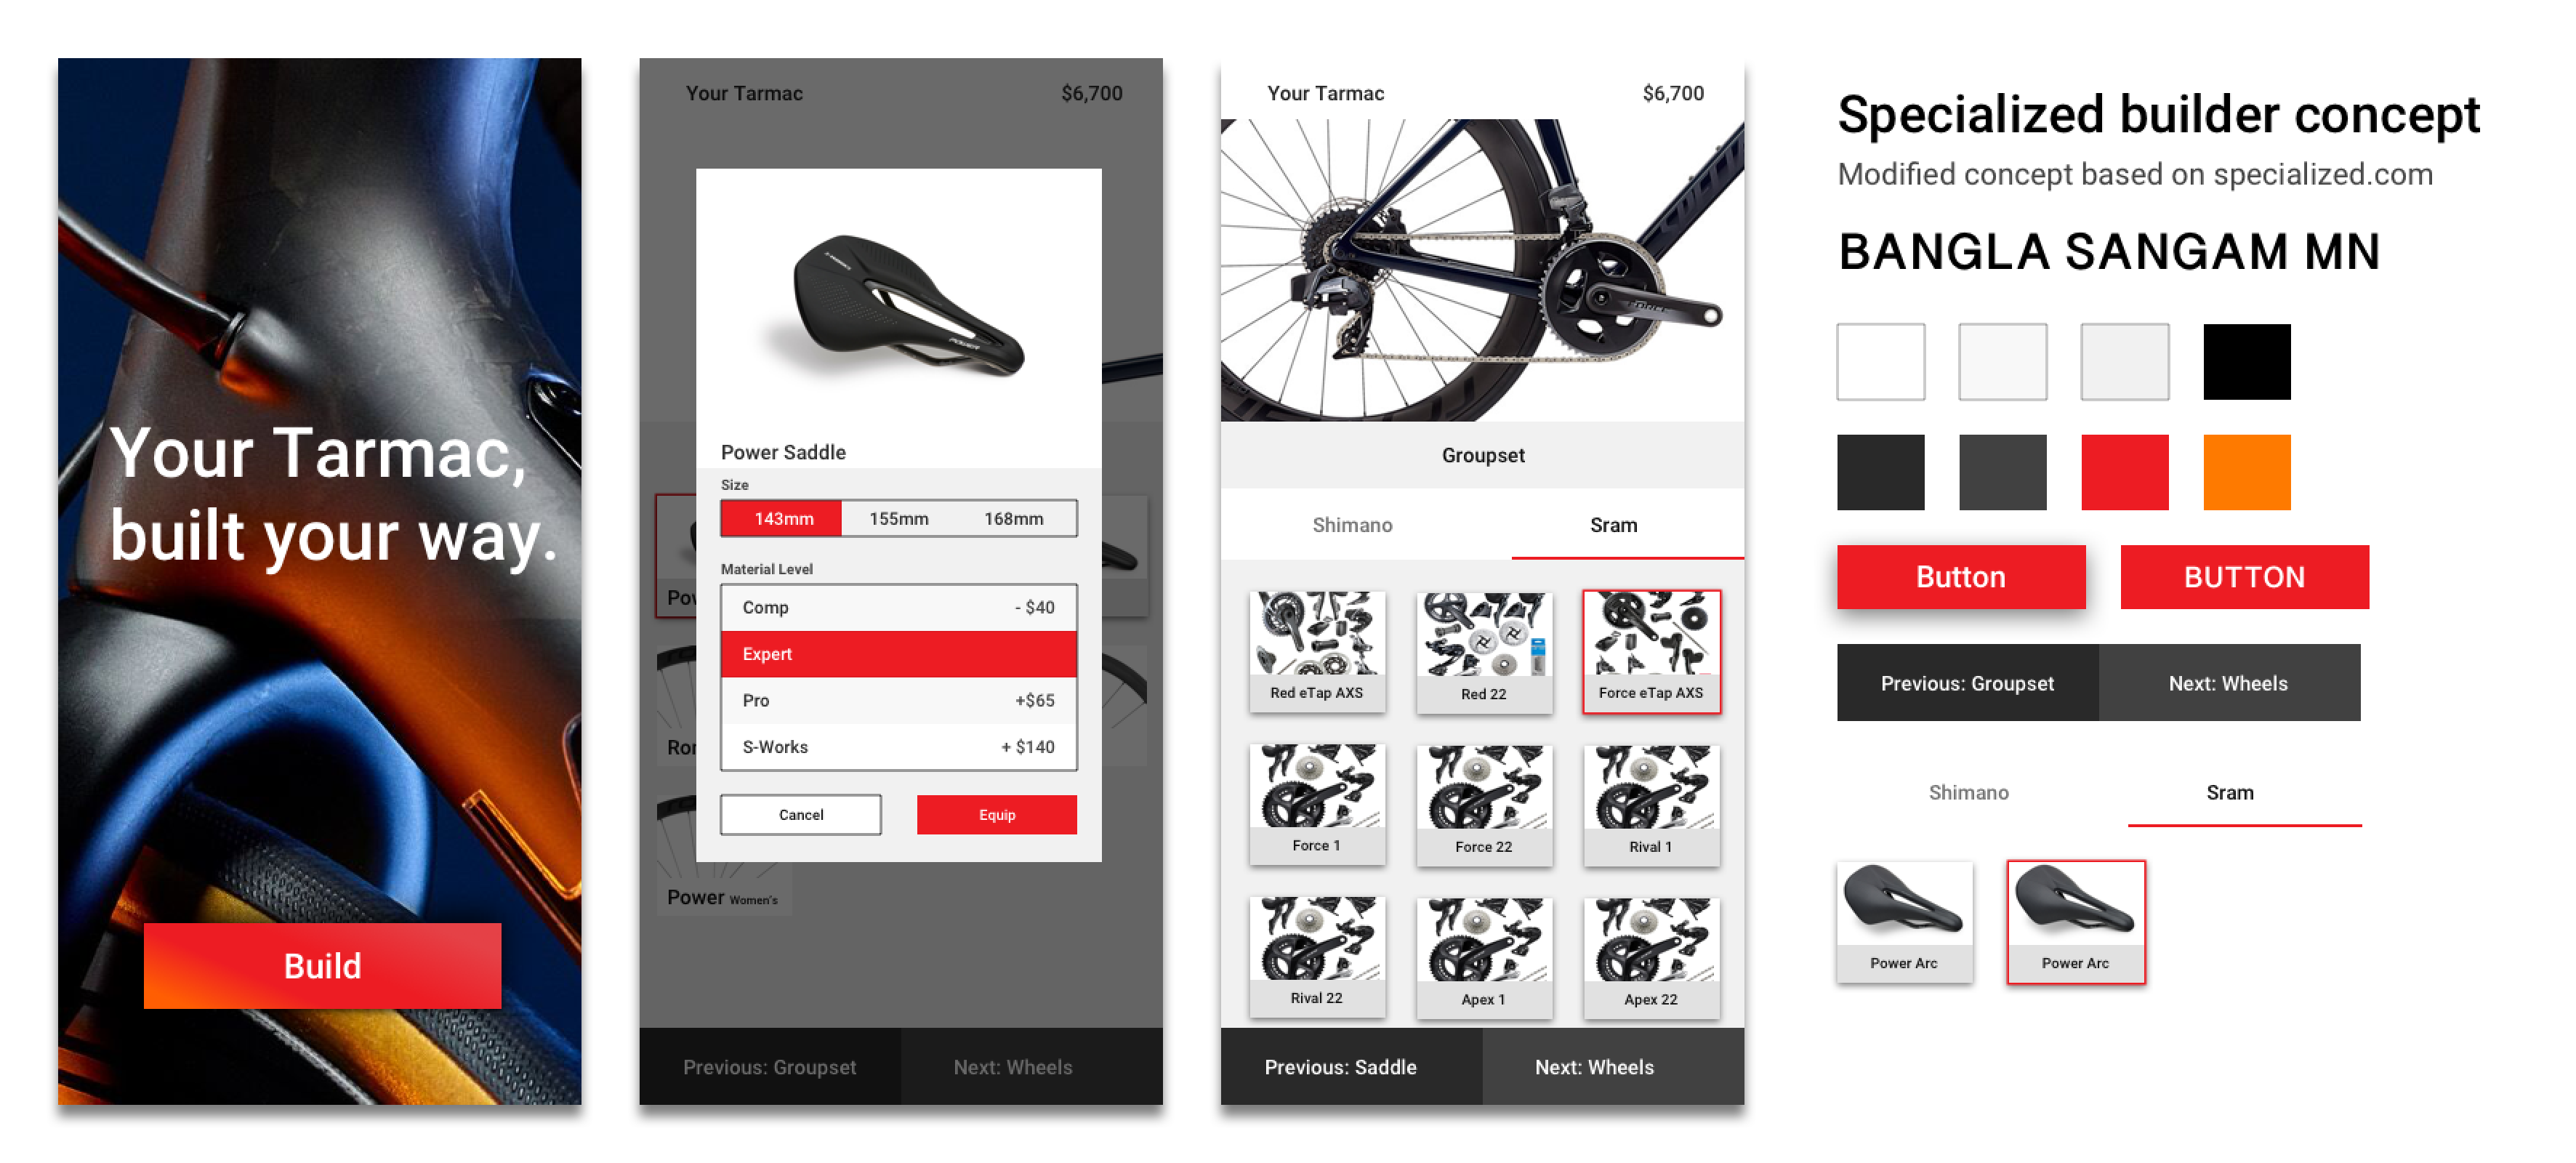 Your Tarmac,
built your way.
Build
Your Tarmac
$6,700
POWER
Power Saddle
Size
143mm
155mm
168mm
Material Level
Comp
- $40
Expert
Pro
+$65
S-Works
+ $140
Cancel
Equip
Power Women's
Previous: Groupset
Next: Wheels
Your Tarmac
$6,700
FORCE
Groupset
Shimano
Sram
Red eTap AXS
Red 22
Force eTap AXS
Force 1
Force 22
Rival 1
Rival 22
Apex 1
Apex 22
Previous: Saddle
Next: Wheels
Specialized builder concept
Modified concept based on specialized.com
BANGLA SANGAM MN
Button
BUTTON
Previous: Groupset
Next: Wheels
Shimano
Sram
Power Arc
Power Arc